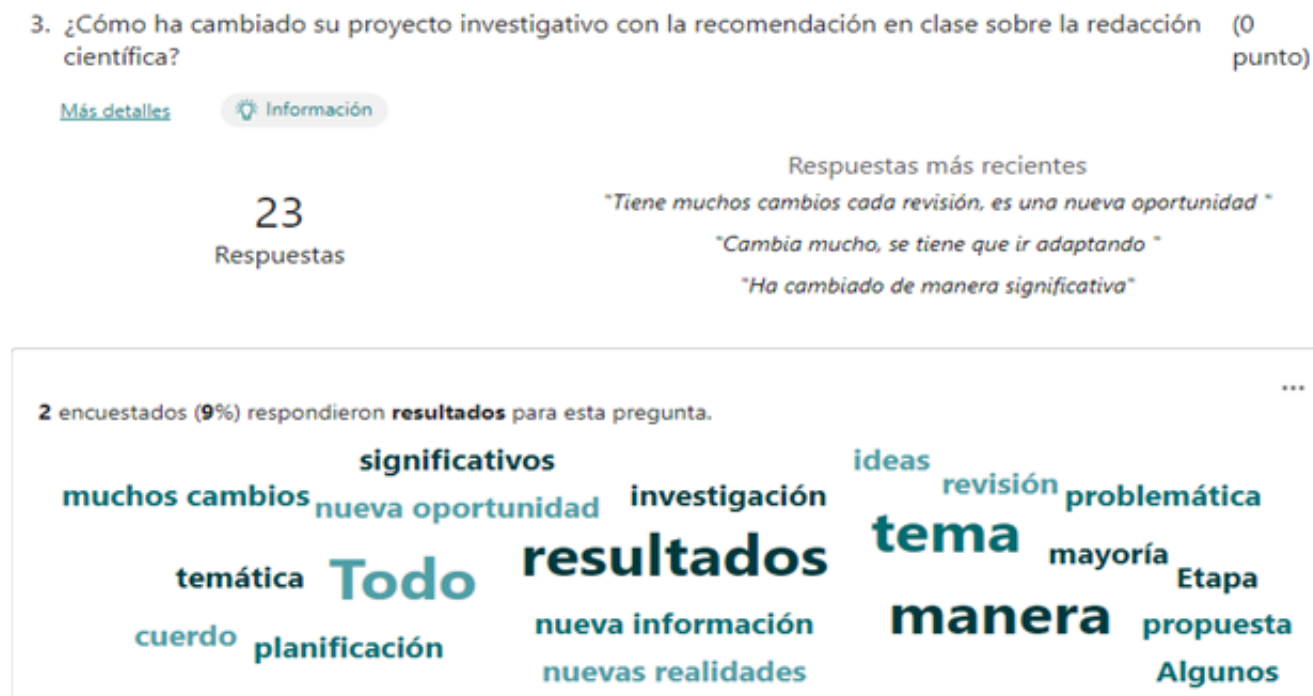 3. ¿Cómo ha cambiado su proyecto investigativo con la recomendación en clase sobre la redacción científica?
(0 punto)
Más detalles
Información
23
Respuestas
Respuestas más recientes
"Tiene muchos cambios cada revisión, es una nueva oportunidad "
"Cambia mucho, se tiene que ir adaptando "
"Ha cambiado de manera significativa"
...
2 encuestados (9%) respondieron resultados para esta pregunta.
significativos
ideas
muchos cambios
nueva oportunidad
investigación
revisión
problemática
temática
Todo
resultados
tema
mayoría
Etapa
cuerdo
planificación
nueva información
manera
propuesta
nuevas realidades
Algunos